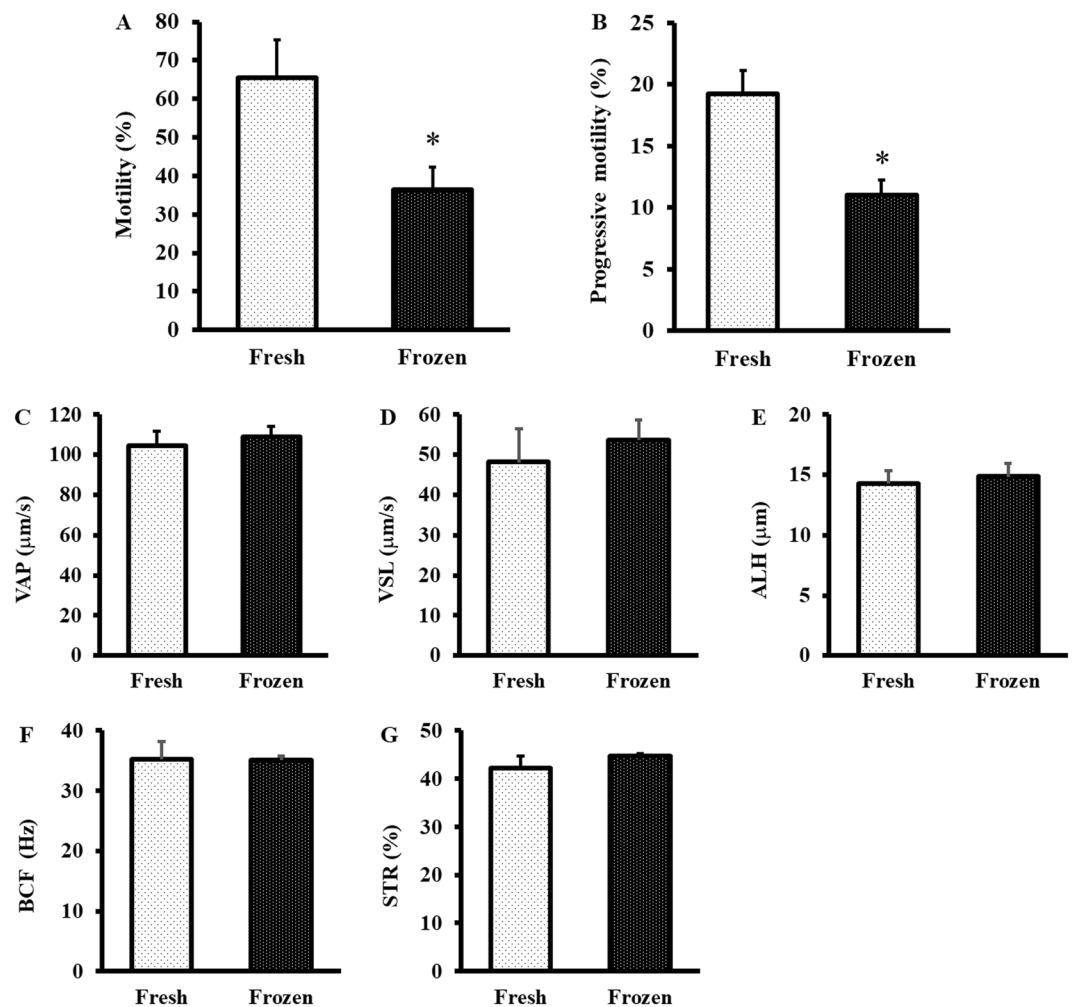 A
Motility (%)
80
70
60
50
40
30
20
10
0
*
Fresh Frozen
B
Progressive motility (%)
25
20
15
10
5
0
*
Fresh Frozen
C
VAP (µm/s)
120
100
80
60
40
20
0
Fresh Frozen
D
VSL (µm/s)
60
50
40
30
20
10
0
Fresh Frozen
E
ALH (µm)
20
15
10
5
0
Fresh Frozen
F
BCF (Hz)
40
30
20
10
0
Fresh Frozen
G
STR (%)
50
40
30
20
10
0
Fresh Frozen